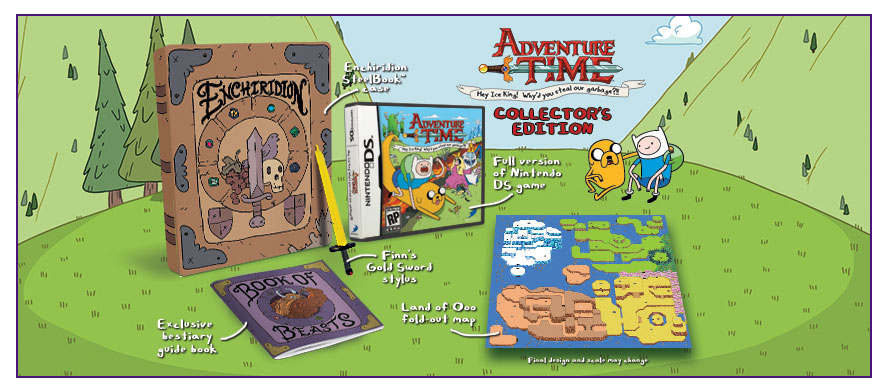 ADVENTURE
TIME
Hey Ice King! Why'd you steal our garbage?!!
COLLECTOR'S
EDITION
Enchiridion
SteelBook™
case
ENCHIRIDION
ADVENTURE
TIME
NINTENDO DS
RP
Full version
of Nintendo
DS game
Finn's
Gold Sword
stylus
BOOK OF
BEASTS
Exclusive
bestiary
guide book
Land of Ooo
fold-out map
Final design and scale may change